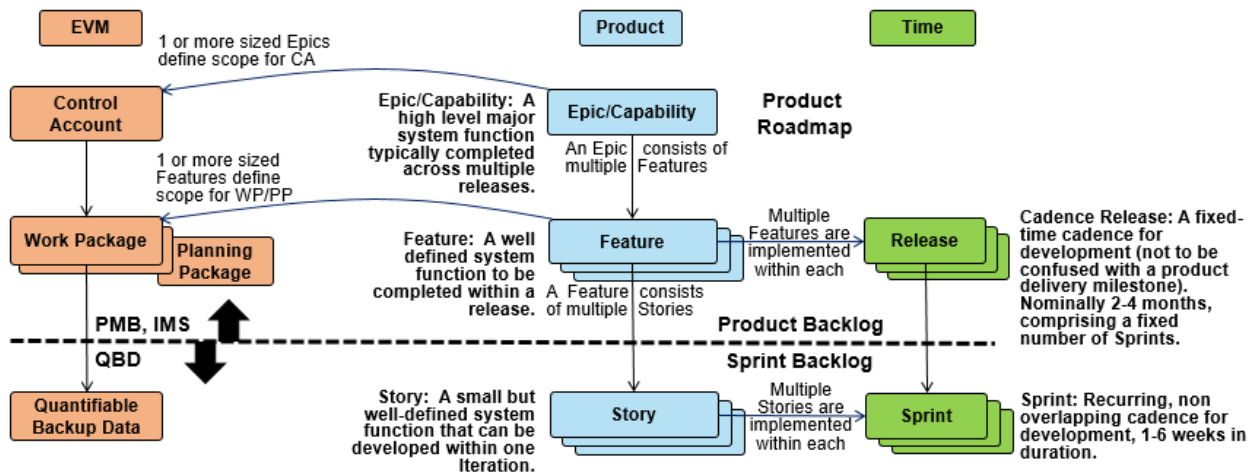 EVM
Product
Time
1 or more sized Epics
define scope for CA
Control
Account
Epic/Capability: A
high level major
system function
typically completed
across multiple
releases.
Epic/Capability
Product
Roadmap
An Epic consists of
multiple Features
1 or more sized
Features define
scope for WP/PP
Work Package
Planning
Package
Feature: A well
defined system
function to be
completed within a
release.
Feature
Multiple
Features are
implemented
within each
Release
Cadence Release: A fixed-
time cadence for
development (not to be
confused with a product
delivery milestone).
Nominally 2-4 months,
comprising a fixed
number of Sprints.
A Feature consists
of multiple Stories
PMB, IMS
Product Backlog
QBD
Sprint Backlog
Quantifiable
Backup Data
Story: A small but
well-defined system
function that can be
developed within one
Iteration.
Story
Multiple
Stories are
implemented
within each
Sprint
Sprint: Recurring, non
overlapping cadence for
development, 1-6 weeks in
duration.